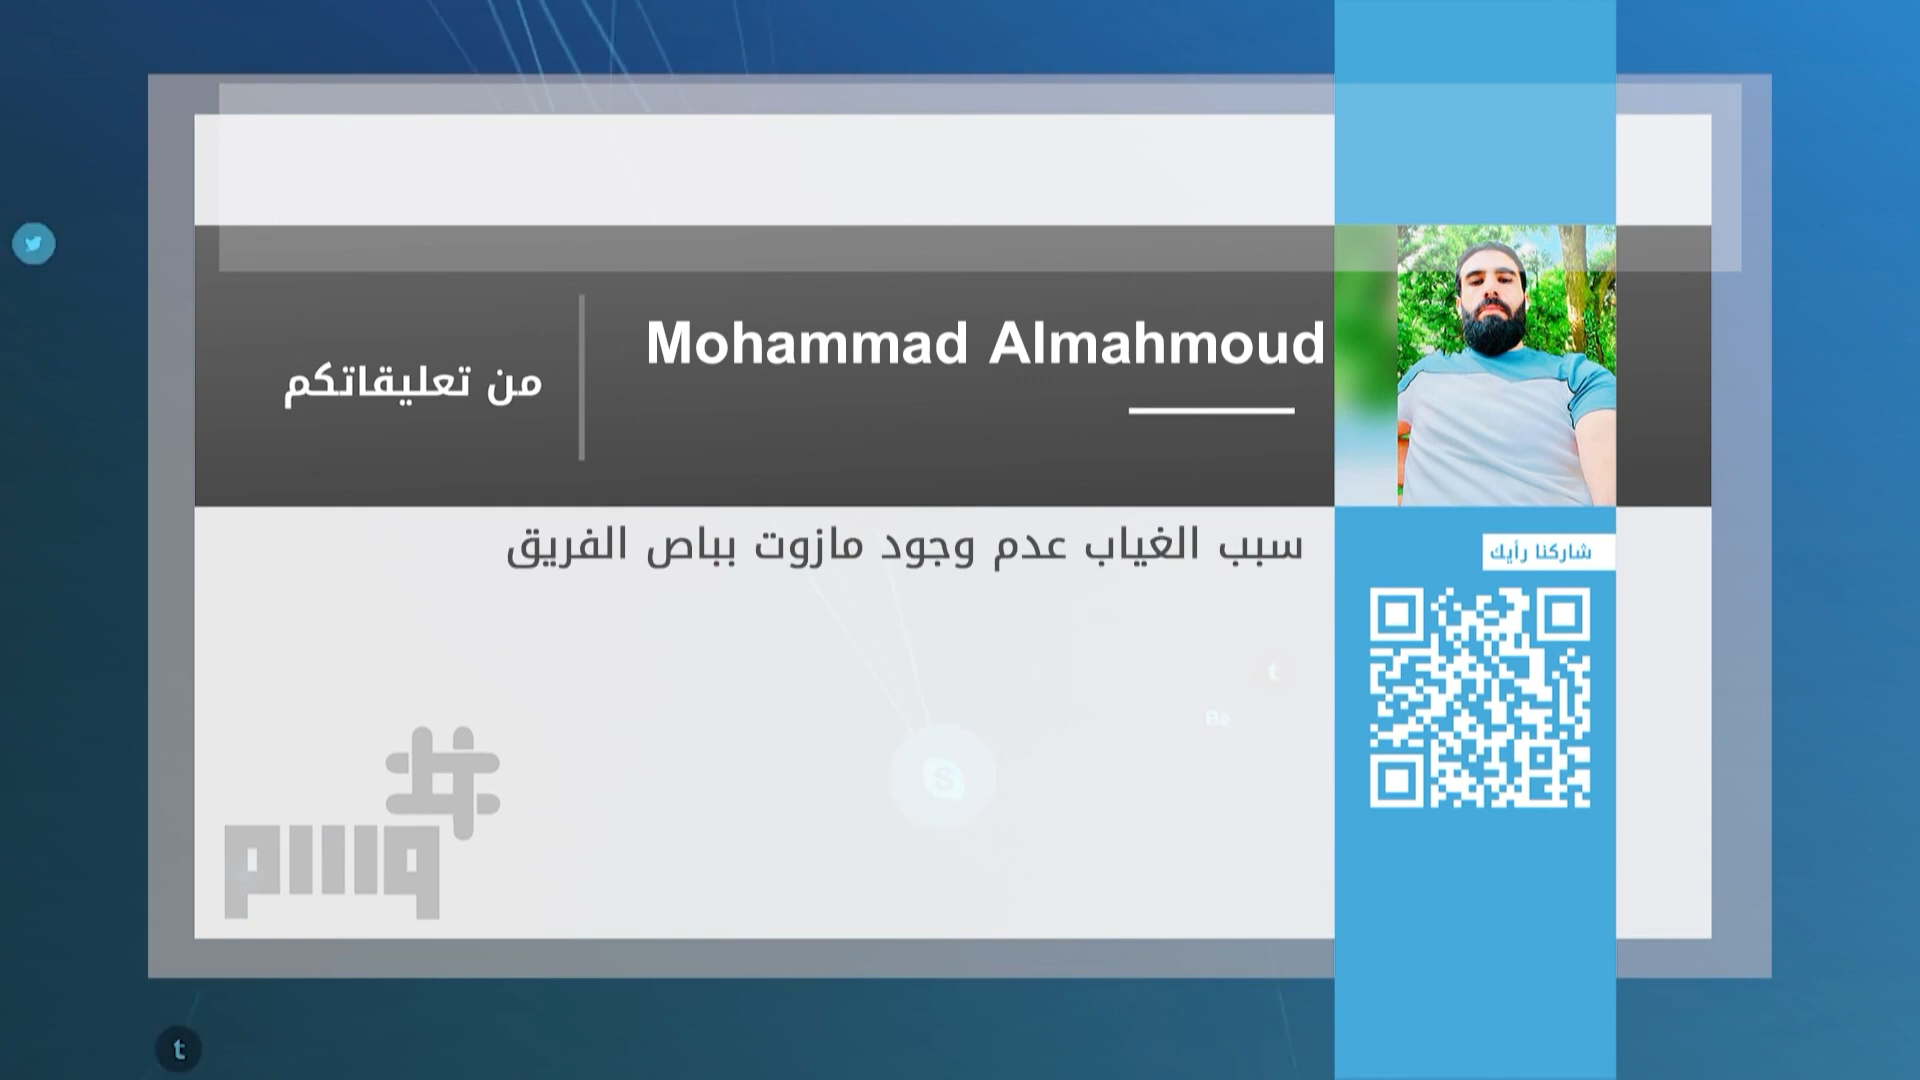 Mohammad Almahmoud
من تعليقاتكم
سبب الغياب عدم وجود مازوت بباص الفريق
شاركنا رأيك
#وسم